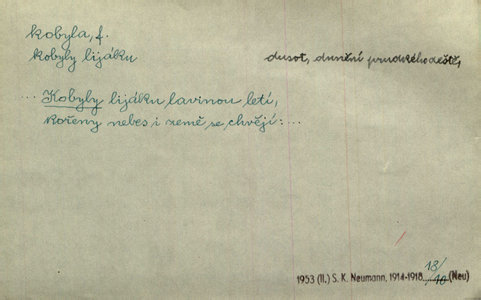 kobyla, f.
kobyly lijáku dusot, dunění prudkého deště,
... Kobyly lijáku lavinou letí,
kořeny nebes i země se chvějí: ...
13/
1953 (II.) S. K. Neumann, 1914-1918, /10 (Neu)